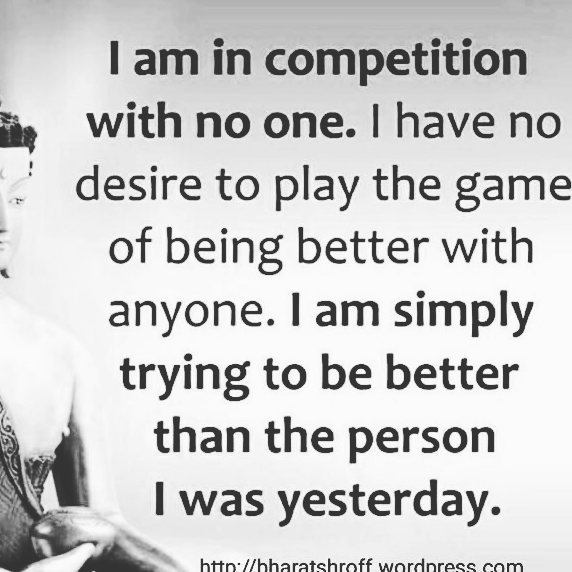 I am in competition
with no one. I have no
desire to play the game
of being better with
anyone. I am simply
trying to be better
than the person
I was yesterday.
http://bharatshroff.wordpress.com